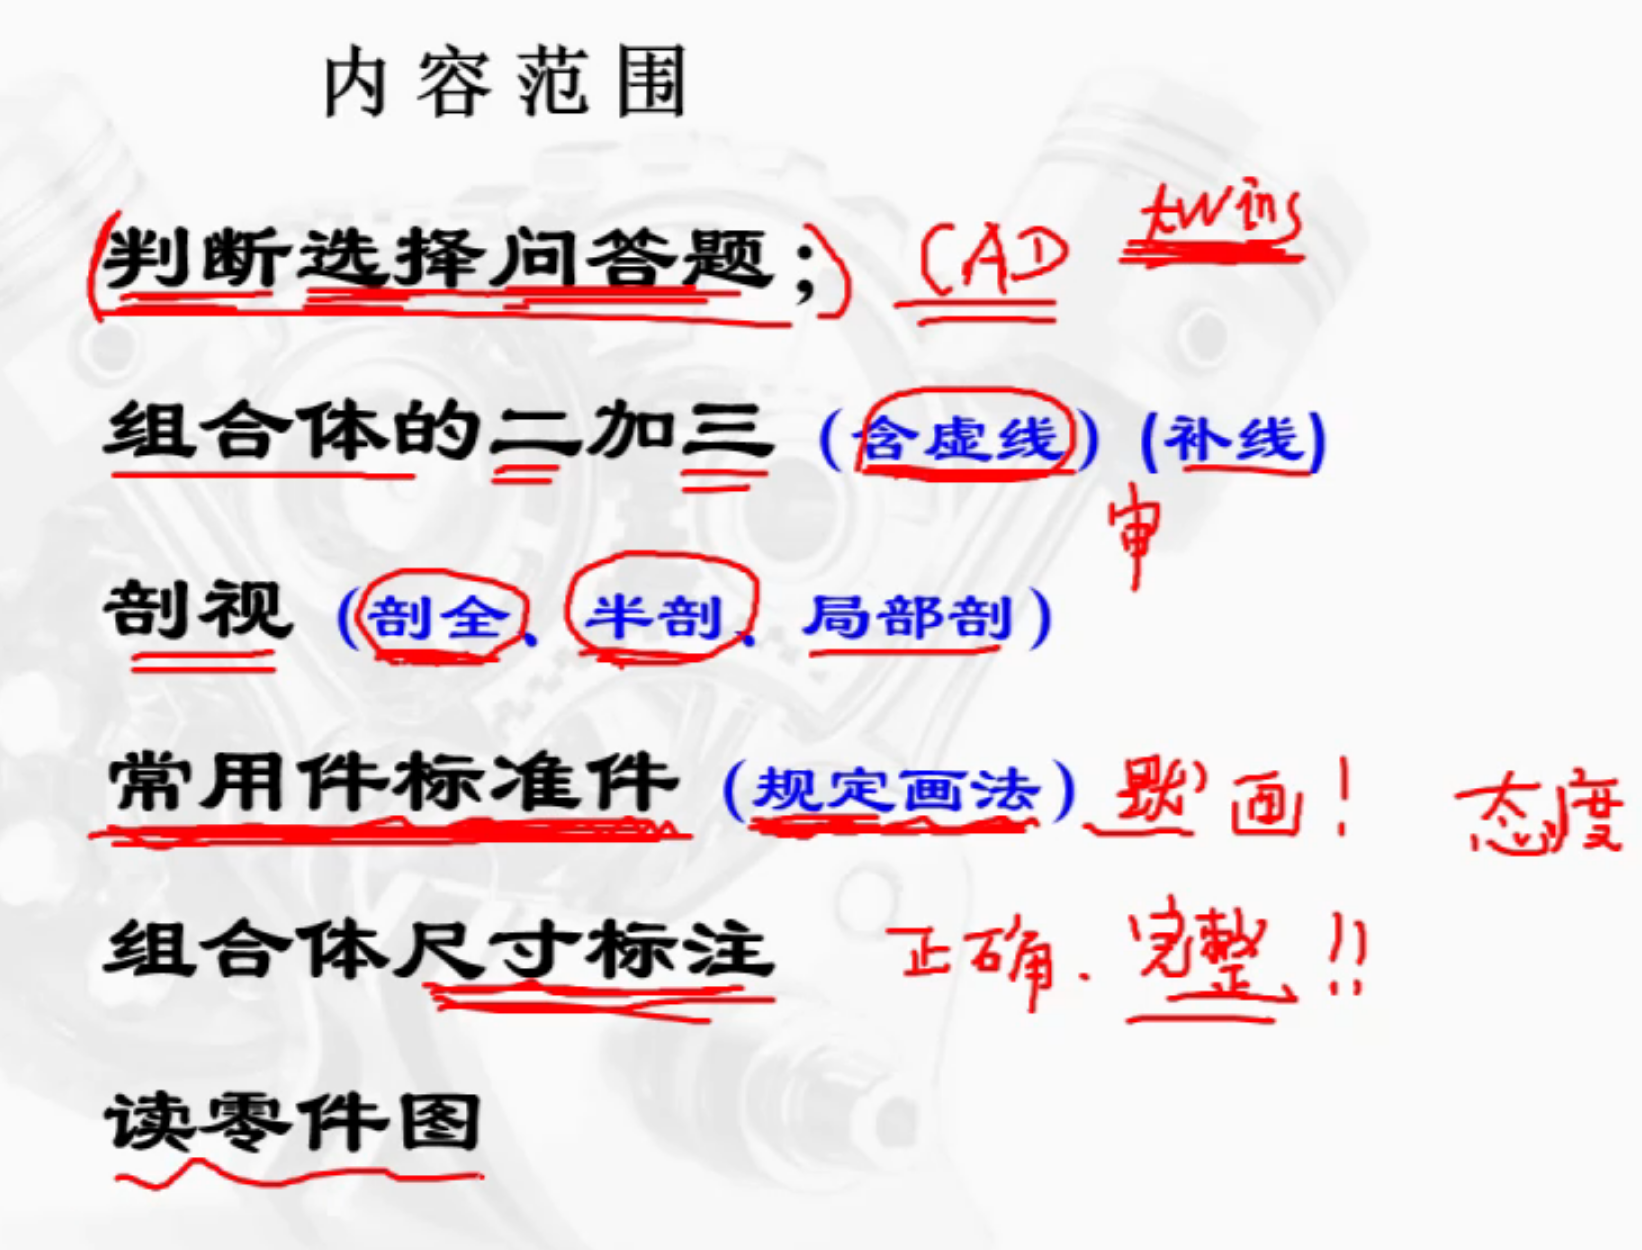 内容范围
判断选择问答题； CAD twins
组合体的二加三（含虚线）(补线)
审
剖视（剖全、半剖、局部剖）
常用件标准件（规定画法） 画！ 态度
组合体尺寸标注 正确、完整！！
读零件图